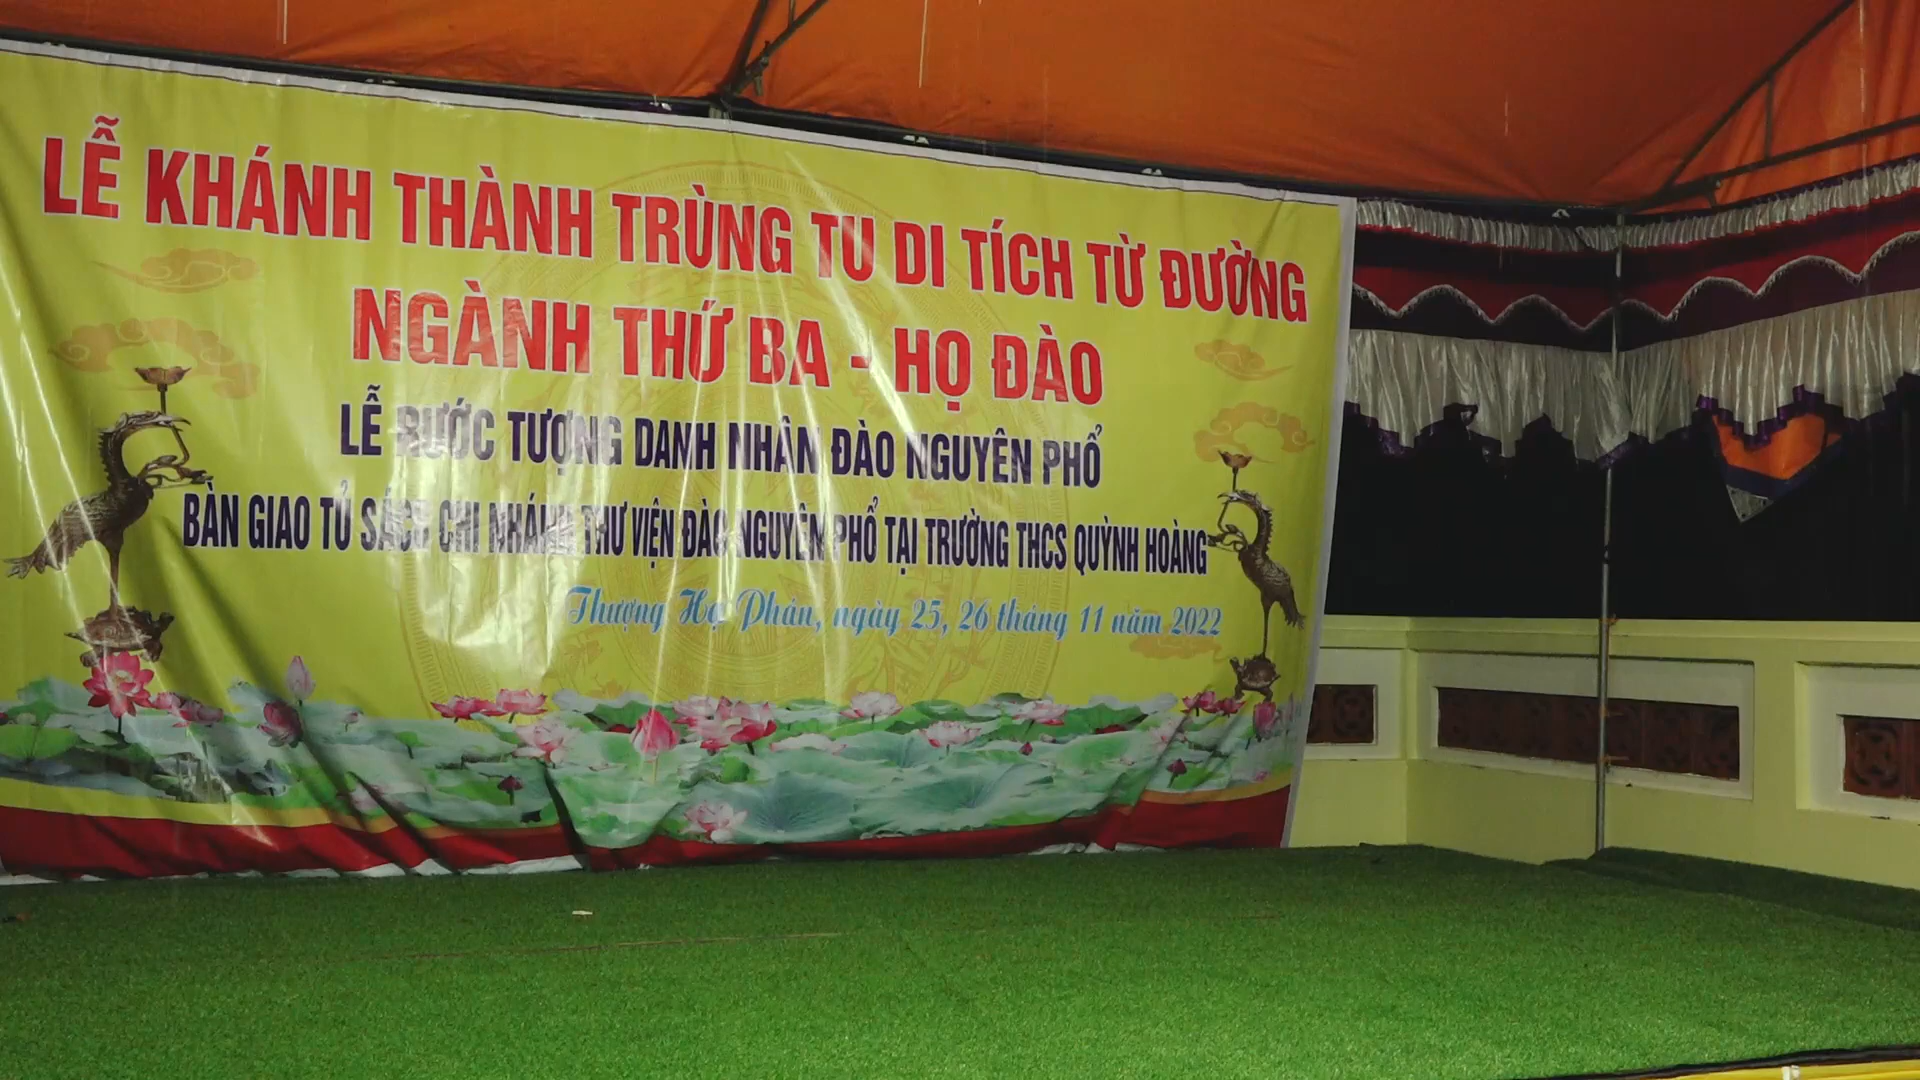 LỄ KHÁNH THÀNH TRÙNG TU DI TÍCH TỪ ĐƯỜNG
NGÀNH THỨ BA - HỌ ĐÀO
LỄ RƯỚC TƯỢNG DANH NHÂN ĐÀO NGUYÊN PHỔ
BÀN GIAO TỦ SÁCH CHI NHÁNH THƯ VIỆN ĐÀO NGUYÊN PHỔ TẠI TRƯỜNG THCS QUỲNH HOÀNG
Thượng Họ Phán, ngày 25, 26 tháng 11 năm 2022